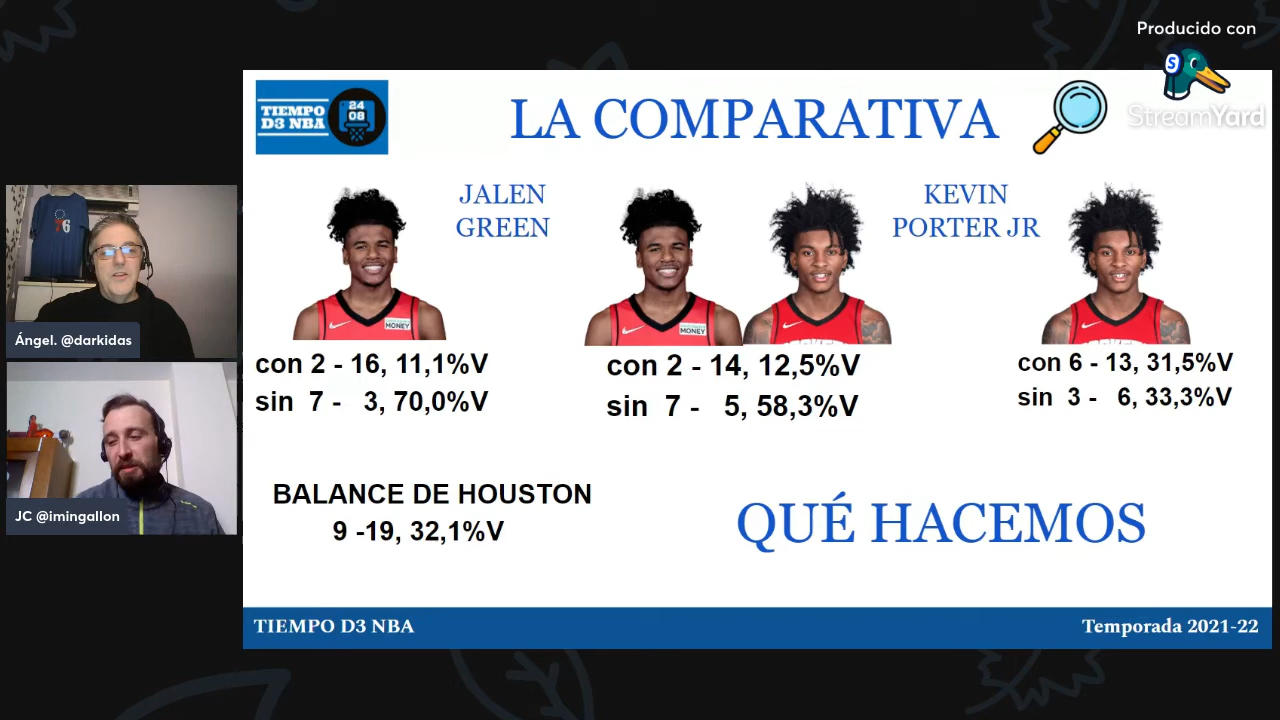 Producido con
StreamYard
TIEMPO
D3 NBA
24
08
LA COMPARATIVA
JALEN
GREEN
KEVIN
PORTER JR
76
MONEY
MONEY
con 2 - 16, 11,1%V
sin 7 - 3, 70,0%V
con 2 - 14, 12,5%V
sin 7 - 5, 58,3%V
con 6 - 13, 31,5%V
sin 3 - 6, 33,3%V
Ángel. @darkidas
JC @imingallon
BALANCE DE HOUSTON
9 -19, 32,1%V
QUÉ HACEMOS
TIEMPO D3 NBA
Temporada 2021-22